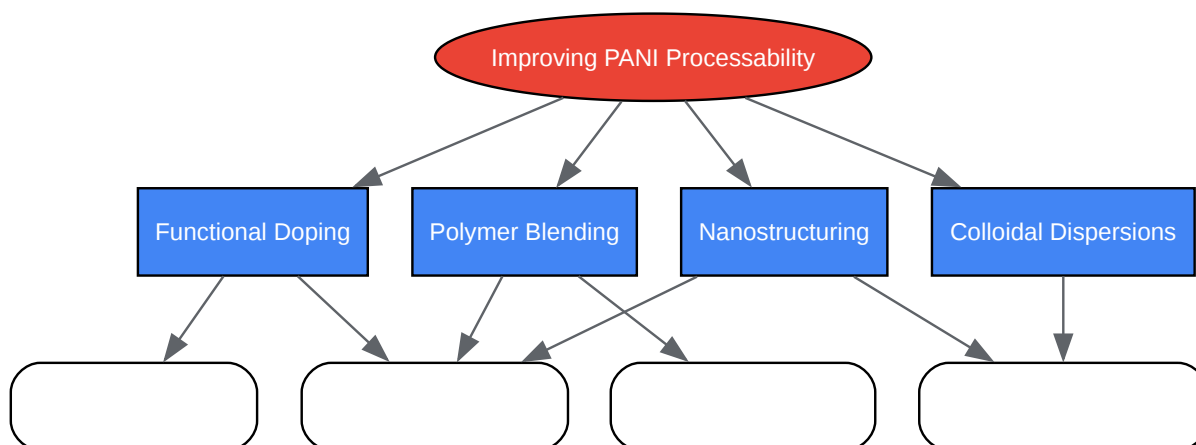 Improving PANI Processability
Functional Doping
Polymer Blending
Nanostructuring
Colloidal Dispersions